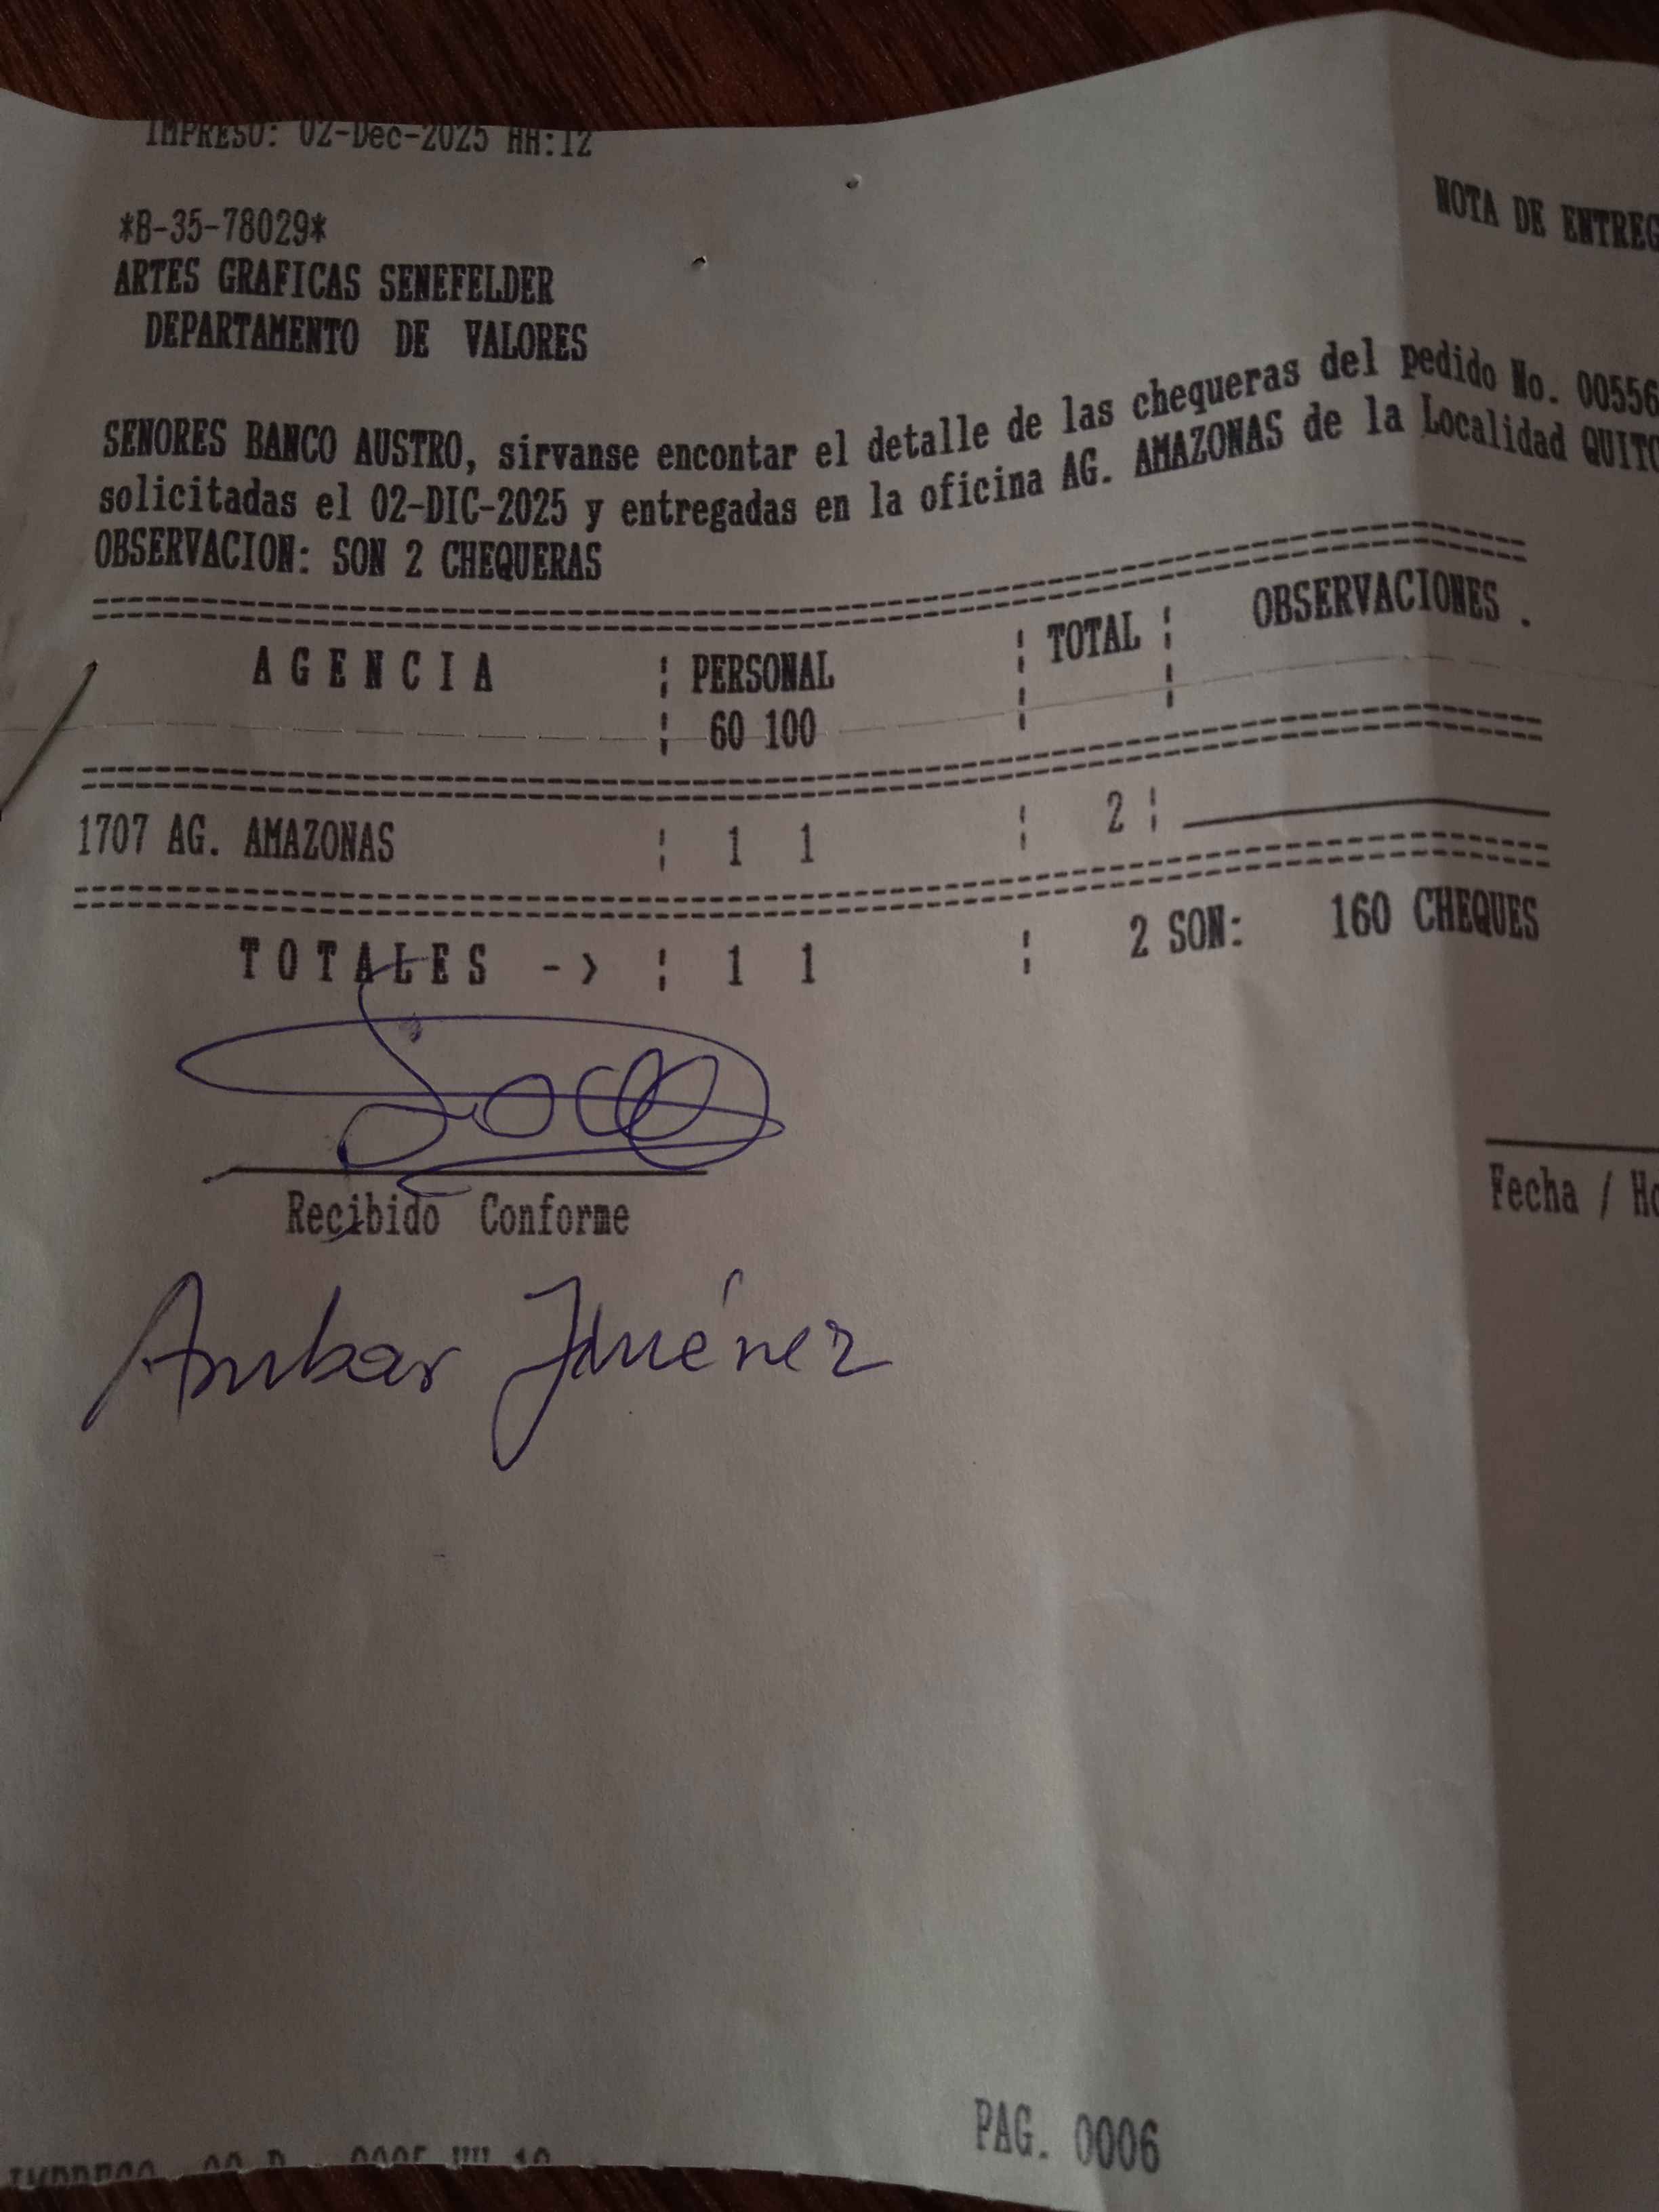 IMPRESO: 02-Dec-2025 HH:12
NOTA DE ENTREG
*B-35-78029*
ARTES GRAFICAS SENEFELDER
DEPARTAMENTO DE VALORES
SENORES BANCO AUSTRO, sirvanse encontar el detalle de las chequeras del pedido No. 00556
solicitadas el 02-DIC-2025 y entregadas en la oficina AG. AMAZONAS de la Localidad QUITO
OBSERVACION: SON 2 CHEQUERAS
A G E N C I A ¦ PERSONAL ¦ TOTAL ¦ OBSERVACIONES .
¦ 60 100 ¦ ¦
1707 AG. AMAZONAS ¦ 1 1 ¦ 2 ¦
T O T A L E S -> ¦ 1 1 ¦ 2 SON: 160 CHEQUES
Recibido Conforme
Fecha / Ho
Ambar Jiménez
PAG. 0006